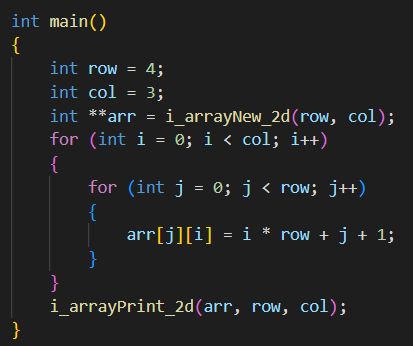 int main()
{
    int row = 4;
    int col = 3;
    int **arr = i_arrayNew_2d(row, col);
    for (int i = 0; i < col; i++)
    {
        for (int j = 0; j < row; j++)
        {
            arr[j][i] = i * row + j + 1;
        }
    }
    i_arrayPrint_2d(arr, row, col);
}